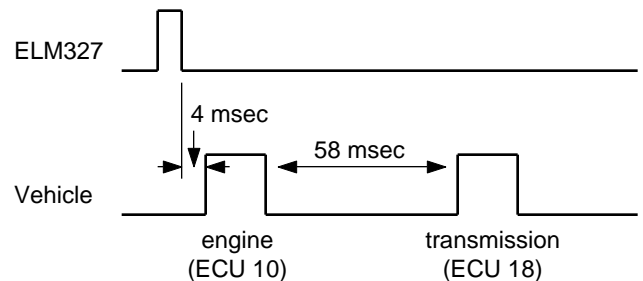 ELM327
4 msec
58 msec
Vehicle
engine
(ECU 10)
transmission
(ECU 18)